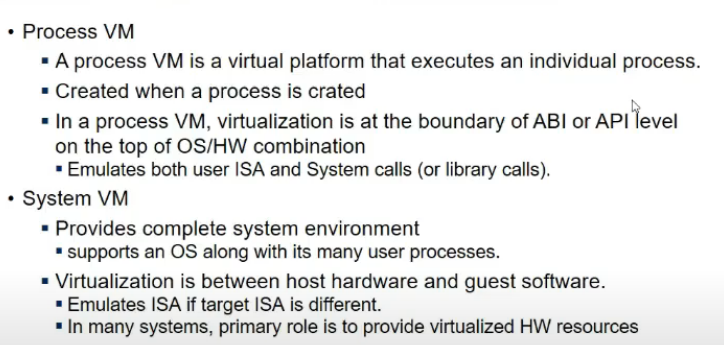 • Process VM
▪ A process VM is a virtual platform that executes an individual process.
▪ Created when a process is crated
▪ In a process VM, virtualization is at the boundary of ABI or API level
on the top of OS/HW combination
▪ Emulates both user ISA and System calls (or library calls).
• System VM
▪ Provides complete system environment
▪ supports an OS along with its many user processes.
▪ Virtualization is between host hardware and guest software.
▪ Emulates ISA if target ISA is different.
▪ In many systems, primary role is to provide virtualized HW resources